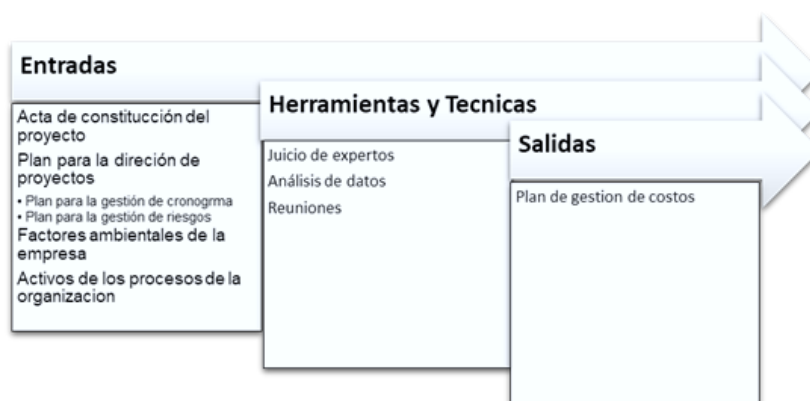 Entradas
Acta de constitucción del
proyecto
Plan para la direción de
proyectos
• Plan para la gestión de cronogrma
• Plan para la gestión de riesgos
Factores ambientales de la
empresa
Activos de los procesos de la
organizacion
Herramientas y Tecnicas
Juicio de expertos
Análisis de datos
Reuniones
Salidas
Plan de gestion de costos